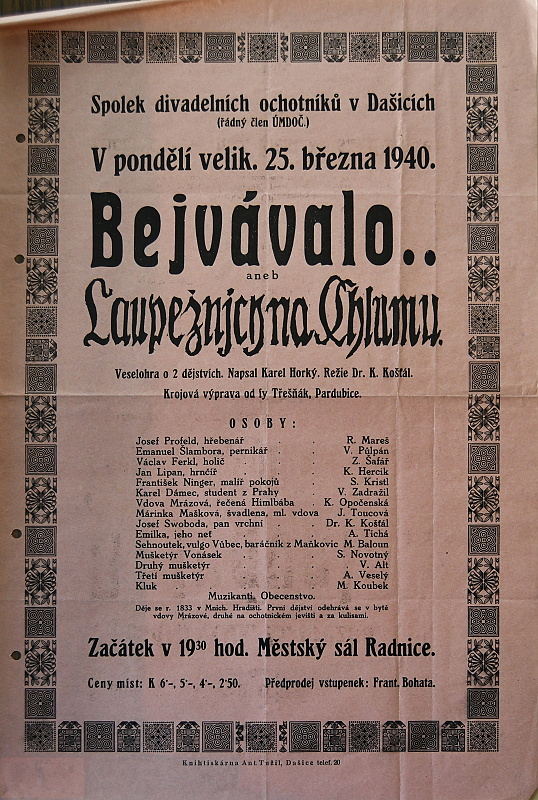 Spolek divadelních ochotníků v Dašicích
(řádný člen ÚMDOČ.)
V pondělí velik. 25. března 1940.
Bejvávalo..
aneb
Laupežnjcy na Chlumu.
Veselohra o 2 dějstvích. Napsal Karel Horký. Režie Dr. K. Košťál.
Krojová výprava od fy Třešňák, Pardubice.
OSOBY:
Josef Profeld, hřebenář . . R. Mareš
Emanuel Šlambora, pernikář . . V. Půlpán
Václav Ferkl, holič . . . Z. Šafář
Jan Lipan, hrnčíř . . . K. Hercík
František Ninger, malíř pokojů . S. Kristl
Karel Dámec, student z Prahy . V. Zadražil
Vdova Mrázová, řečená Himlbába . K. Opočenská
Márinka Mašková, švadlena, ml. vdova J. Toucová
Josef Swoboda, pan vrchní . . Dr. K. Košťál
Emilka, jeho neť . . . A. Tichá
Sehnoutek, vulgo Vůbec, baráčník z Maňkovic M. Baloun
Mušketýr Vonásek . . . S. Novotný
Druhý mušketýr . . . V. Alt
Třetí mušketýr . . . A. Veselý
Kluk . . . . M. Koubek
Muzikanti. Obecenstvo.
Děje se r. 1833 v Mnich. Hradišti. První dějství odehrává se v bytě
vdovy Mrázové, druhé na ochotnickém jevišti a za kulisami.
Začátek v 19³⁰ hod. Městský sál Radnice.
Ceny míst: K 6·–, 5·–, 4·–, 2·50. Předprodej vstupenek: Frant. Bohata.
Knihtiskárna Ant. Tužil, Dašice telef. 20